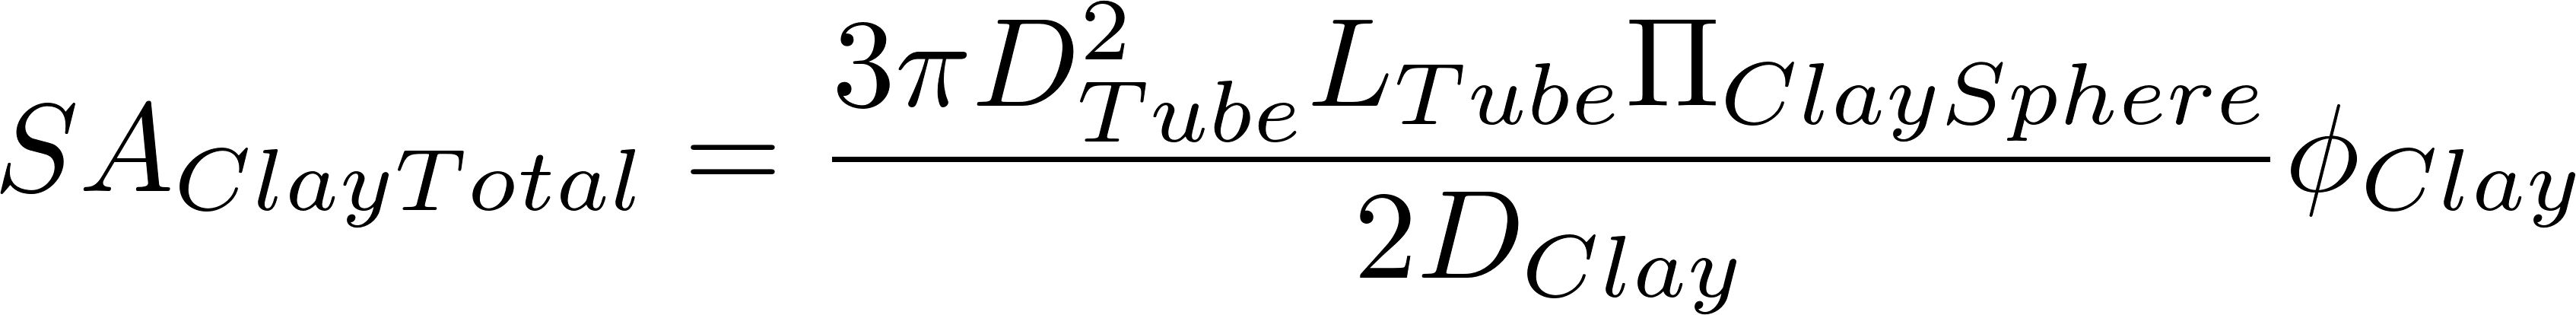 SA_{ClayTotal} = \frac{3\pi D_{Tube}^{2} L_{Tube} \Pi_{ClaySphere}}{2D_{Clay}} \phi_{Clay}